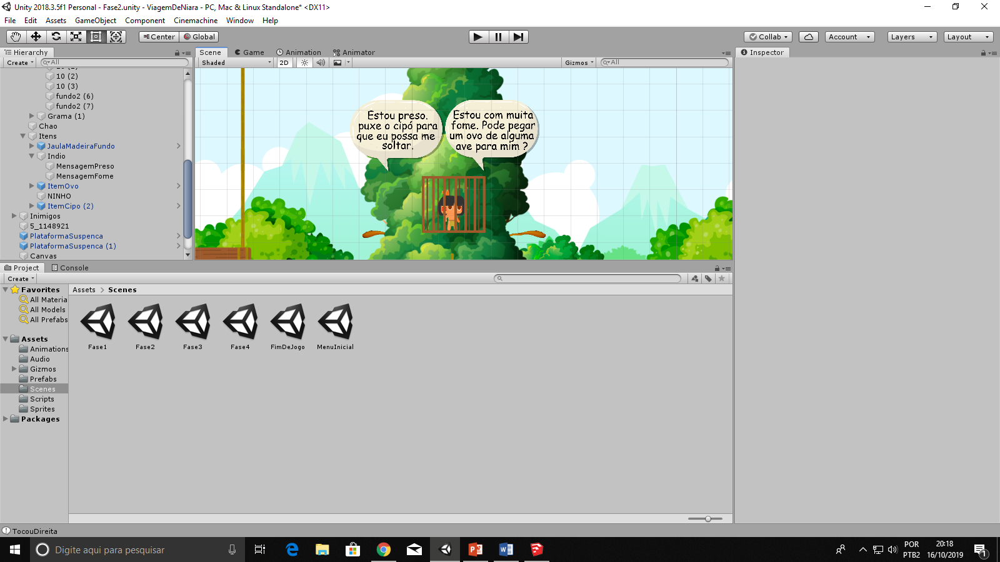 Unity 2018.3.5f1 Personal - Fase2.unity - ViagemDeNiara - PC, Mac & Linux Standalone* <DX11>
File Edit Assets GameObject Component Cinemachine Window Help
Center Global Collab Account Layers Layout
Hierarchy
Create All
10 (2)
10 (3)
fundo2 (6)
fundo2 (7)
Grama (1)
Chao
Itens
JaulaMadeiraFundo
Indio
MensagemPreso
MensagemFome
ItemOvo
NINHO
ItemCipo (2)
Inimigos
5_1148921
PlataformaSuspenca
PlataformaSuspenca (1)
Canvas
Scene Game Animation Animator
Shaded 2D Gizmos All
Estou preso.
puxe o cipó para
que eu possa me
soltar.
Estou com muita
fome. Pode pegar
um ovo de alguma
ave para mim ?
Inspector
Project Console
Create
Favorites
All Materia
All Models
All Prefabs
Assets
Animations
Audio
Gizmos
Prefabs
Scenes
Scripts
Sprites
Packages
Assets > Scenes
Fase1 Fase2 Fase3 Fase4 FimDeJogo MenuInicial
TocouDireita
Digite aqui para pesquisar
POR
PTB2
20:18
16/10/2019
1